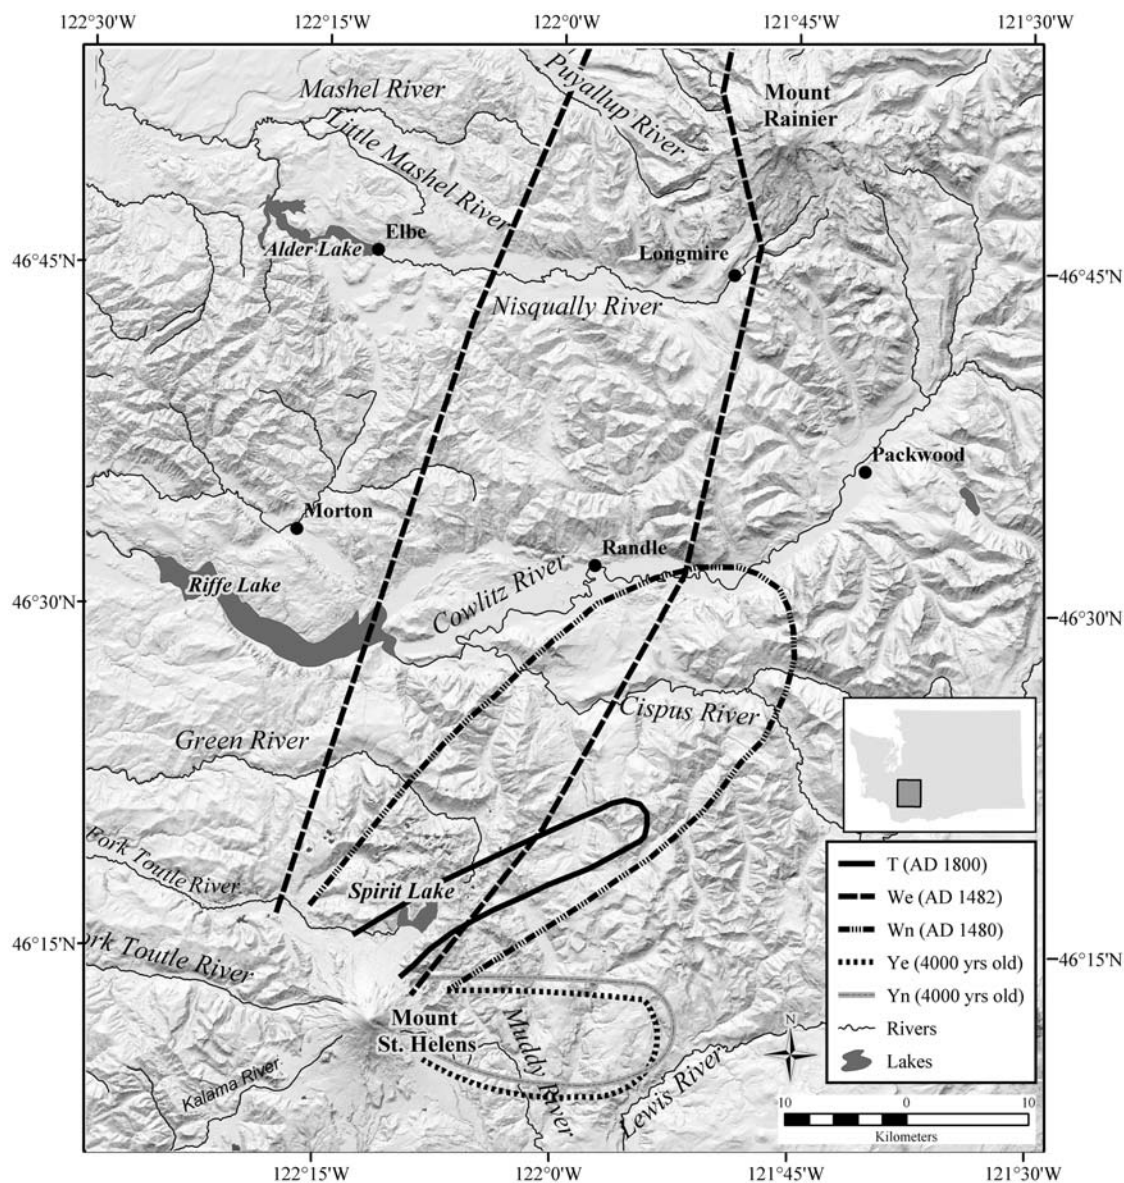 122°30'W
122°15'W
122°0'W
121°45'W
121°30'W
Mashel River
Puyallup River
Mount
Rainier
Little Mashel River
Elbe
Alder Lake
Longmire
46°45'N
46°45'N
Nisqually River
Packwood
Morton
Randle
Riffe Lake
Cowlitz River
46°30'N
46°30'N
Cispus River
Green River
Fork Toutle River
Spirit Lake
46°15'N
46°15'N
ork Toutle River
Mount
St. Helens
Muddy River
Kalama River
Lewis River
T (AD 1800)
We (AD 1482)
Wn (AD 1480)
Ye (4000 yrs old)
Yn (4000 yrs old)
Rivers
Lakes
N
10
0
10
Kilometers
122°15'W
122°0'W
121°45'W
121°30'W